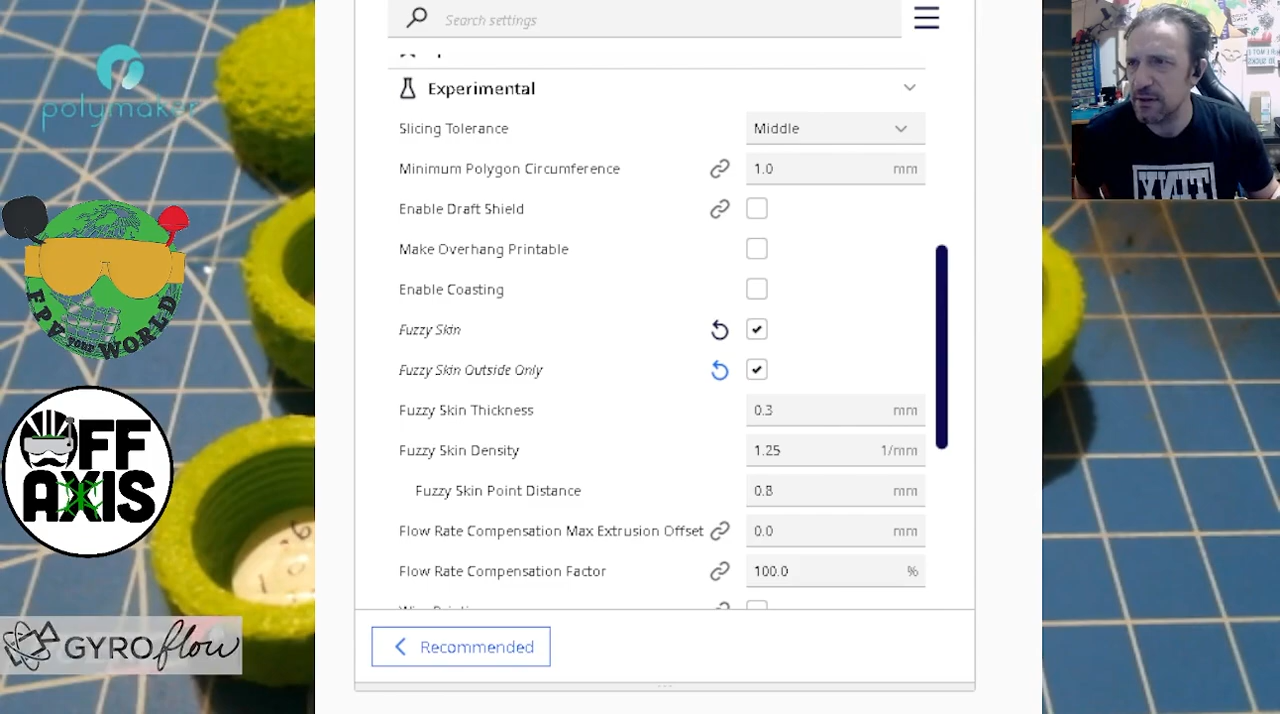 Search settings
Experimental
Slicing Tolerance Middle
Minimum Polygon Circumference 1.0 mm
Enable Draft Shield
Make Overhang Printable
Enable Coasting
Fuzzy Skin
Fuzzy Skin Outside Only
Fuzzy Skin Thickness 0.3 mm
Fuzzy Skin Density 1.25 1/mm
Fuzzy Skin Point Distance 0.8 mm
Flow Rate Compensation Max Extrusion Offset 0.0 mm
Flow Rate Compensation Factor 100.0 %
Recommended
polymaker
FPV YOUR WORLD
OFF
AXIS
GYROflow
TINY